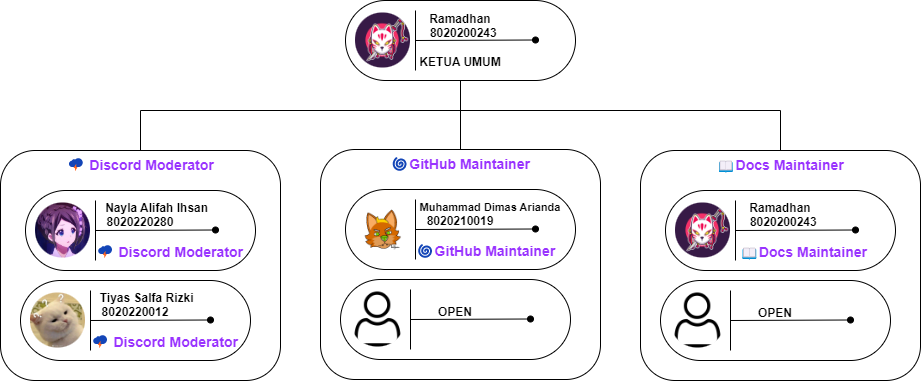 Ramadhan
8020200243
KETUA UMUM
🌩 Discord Moderator
Nayla Alifah Ihsan
8020220280
🌩 Discord Moderator
Tiyas Salfa Rizki
8020220012
🌩 Discord Moderator
🌀GitHub Maintainer
Muhammad Dimas Arianda
8020210019
🌀GitHub Maintainer
OPEN
📖Docs Maintainer
Ramadhan
8020200243
📖Docs Maintainer
OPEN